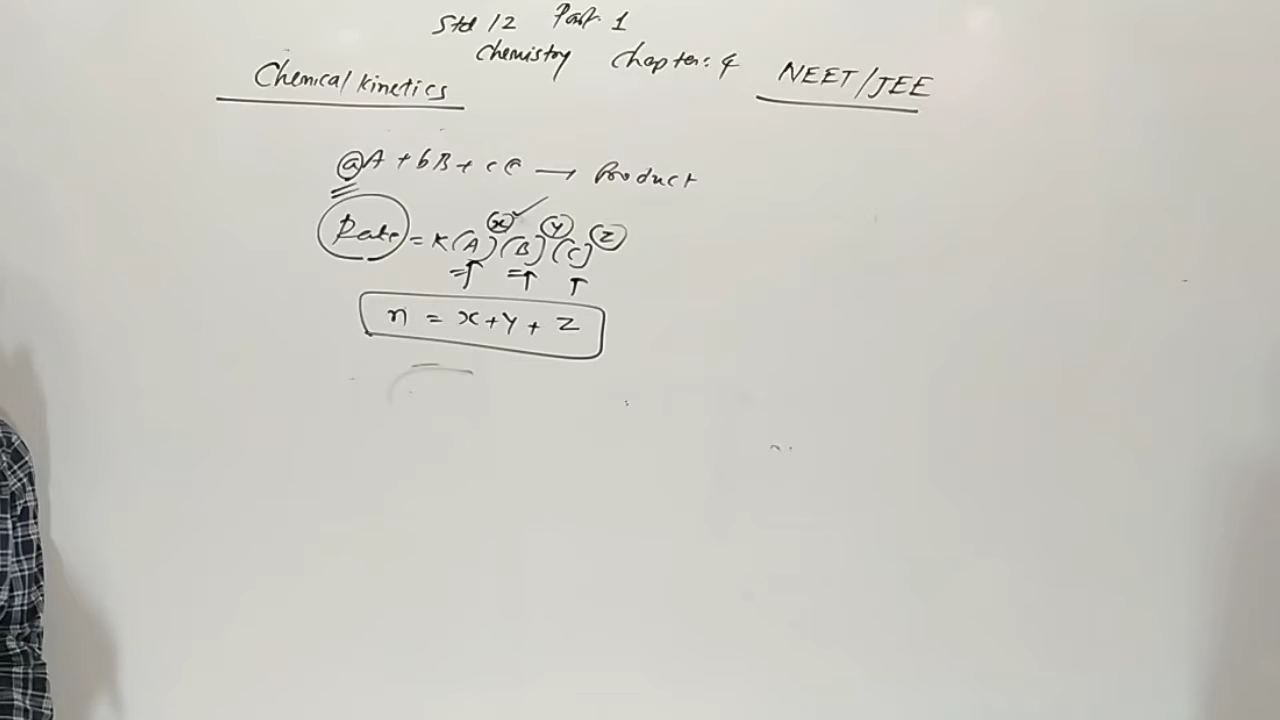 Std 12 Part 1
Chemistry Chapter: 4 NEET/JEE
Chemical kinetics
aA + bB + cC → Product
Rate = K(A)^x (B)^y (C)^z
n = x+y+z